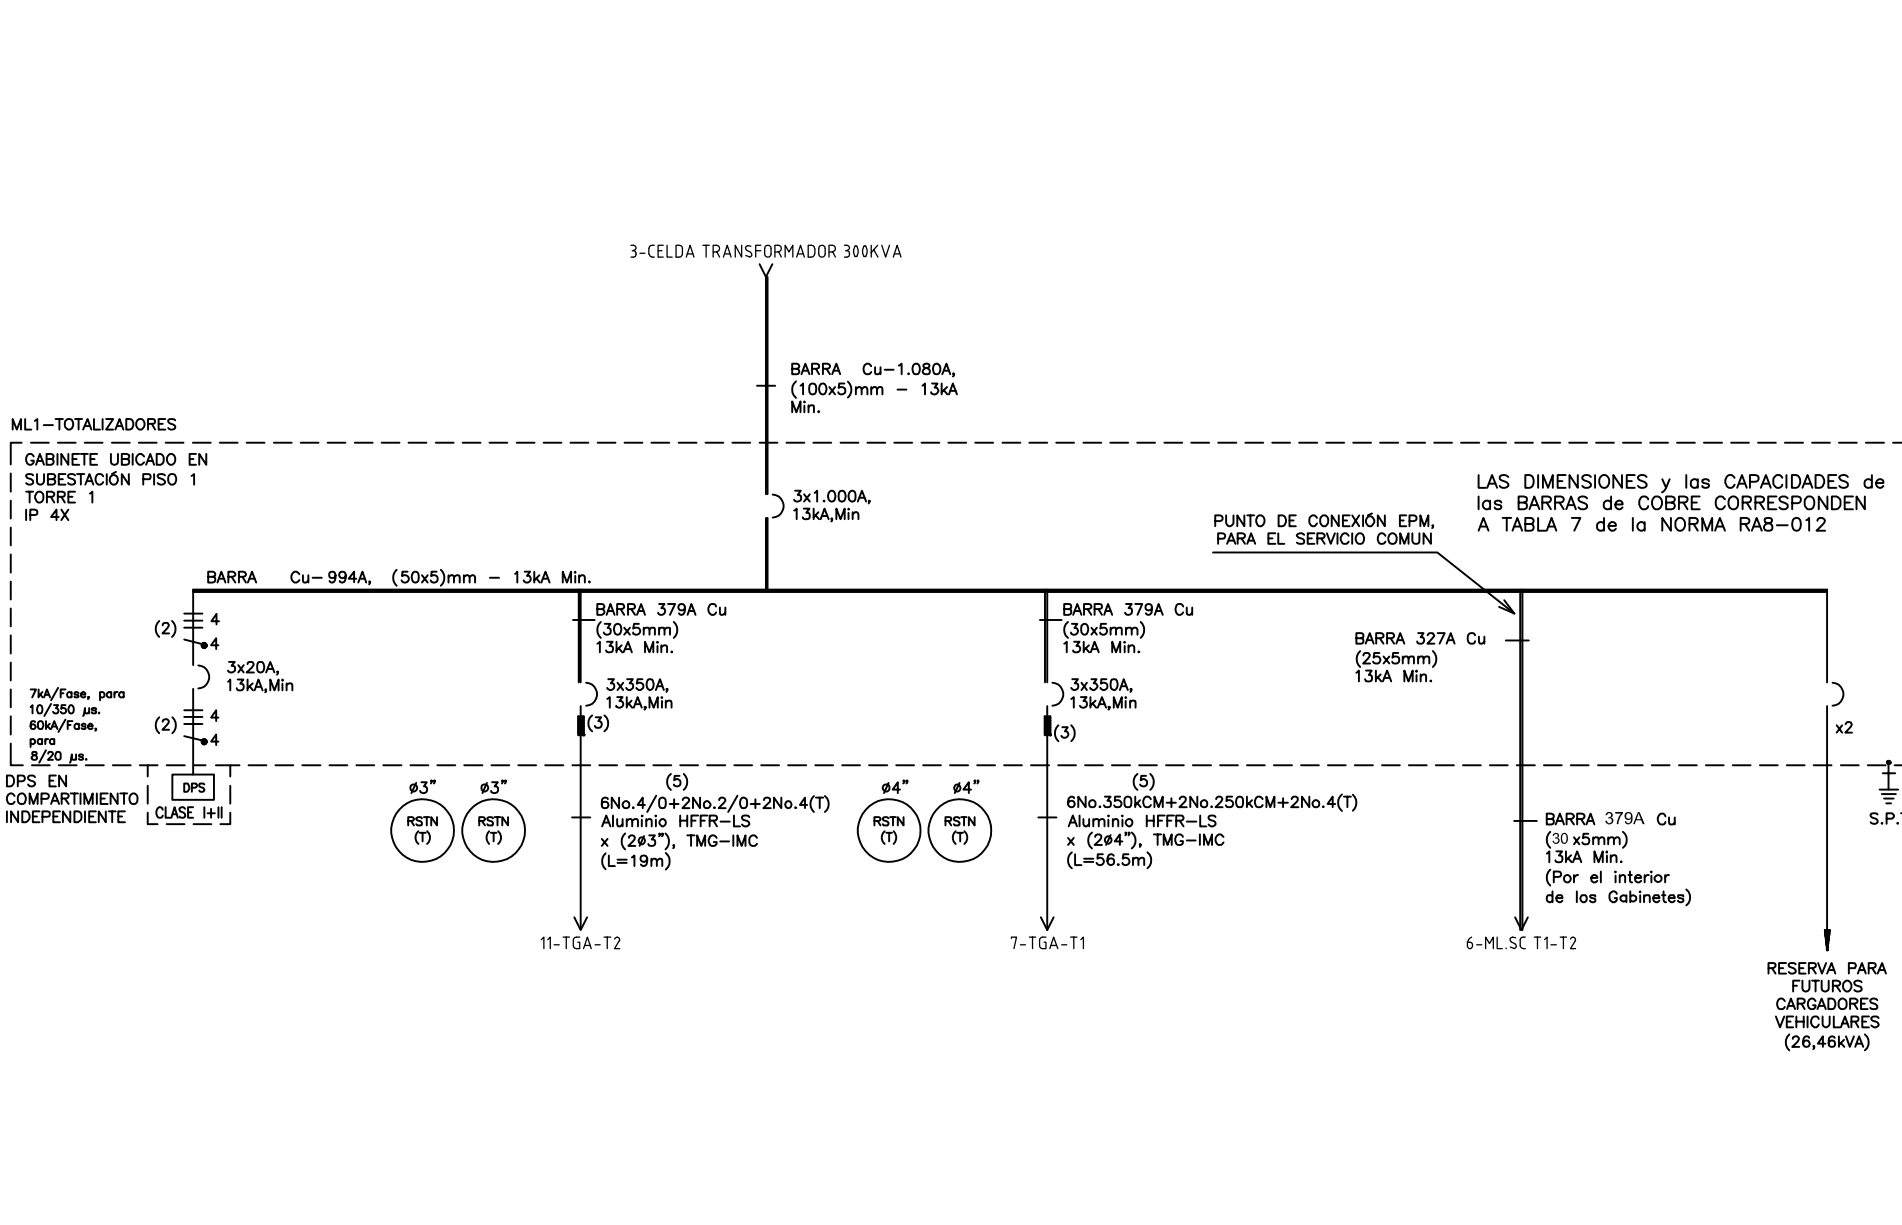 3-CELDA TRANSFORMADOR 300KVA
BARRA Cu-1.080A,
(100x5)mm - 13kA
Min.
ML1-TOTALIZADORES
GABINETE UBICADO EN
SUBESTACIÓN PISO 1
TORRE 1
IP 4X
3x1.000A,
13kA,Min
LAS DIMENSIONES y las CAPACIDADES de
las BARRAS de COBRE CORRESPONDEN
A TABLA 7 de la NORMA RA8-012
PUNTO DE CONEXIÓN EPM,
PARA EL SERVICIO COMUN
BARRA Cu-994A, (50x5)mm - 13kA Min.
(2)
4
4
3x20A,
13kA,Min
7kA/Fase, para
10/350 µs.
60kA/Fase,
para
8/20 µs.
(2)
4
4
DPS EN
COMPARTIMIENTO
INDEPENDIENTE
DPS
CLASE I+II
BARRA 379A Cu
(30x5mm)
13kA Min.
3x350A,
13kA,Min
(3)
ø3"
ø3"
RSTN
(T)
RSTN
(T)
(5)
6No.4/0+2No.2/0+2No.4(T)
Aluminio HFFR-LS
x (2ø3"), TMG-IMC
(L=19m)
11-TGA-T2
BARRA 379A Cu
(30x5mm)
13kA Min.
3x350A,
13kA,Min
(3)
ø4"
ø4"
RSTN
(T)
RSTN
(T)
(5)
6No.350kCM+2No.250kCM+2No.4(T)
Aluminio HFFR-LS
x (2ø4"), TMG-IMC
(L=56.5m)
7-TGA-T1
BARRA 327A Cu
(25x5mm)
13kA Min.
BARRA 379A Cu
(30 x5mm)
13kA Min.
(Por el interior
de los Gabinetes)
6-ML.SC T1-T2
x2
RESERVA PARA
FUTUROS
CARGADORES
VEHICULARES
(26,46kVA)
S.P.